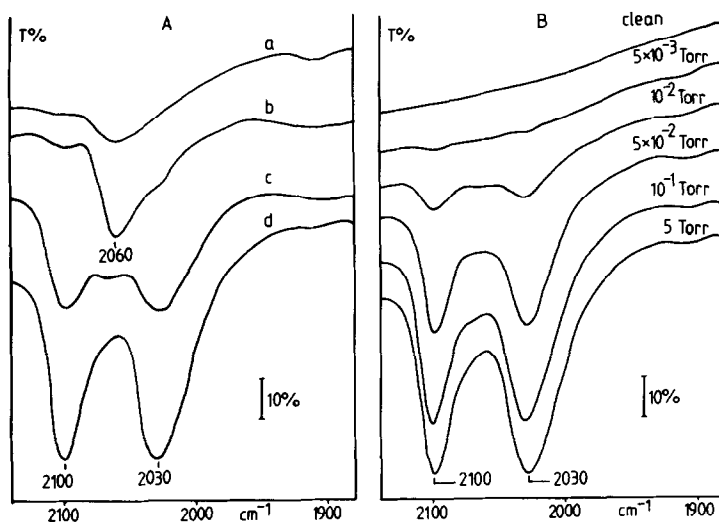 A
T%
a
b
c
d
2060
10%
2100
2030
2100
cm⁻¹
2000
1900
B
clean
T%
5×10⁻³ Torr
10⁻² Torr
5×10⁻² Torr
10⁻¹ Torr
5 Torr
10%
2100
2030
2100
cm⁻¹
2000
1900